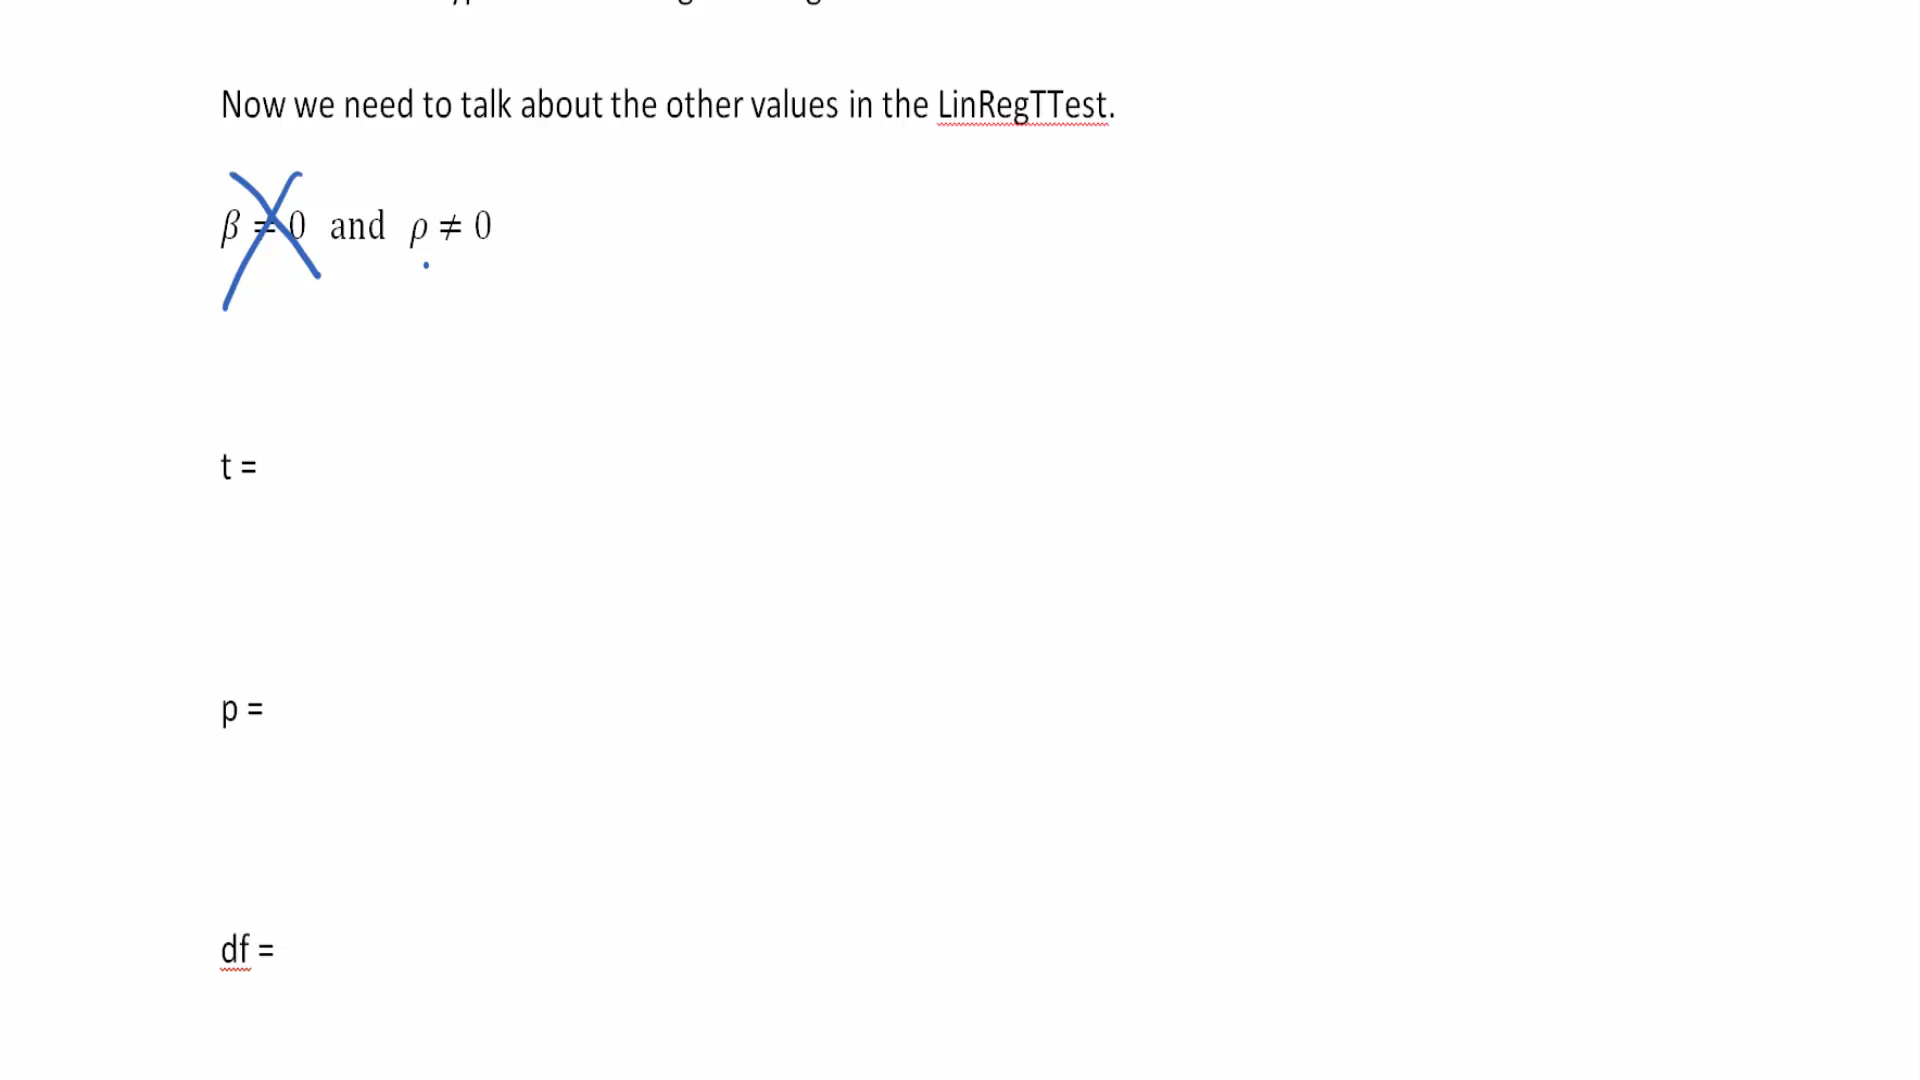 Now we need to talk about the other values in the LinRegTTest.
β = 0 and ρ ≠ 0
t =
p =
df =